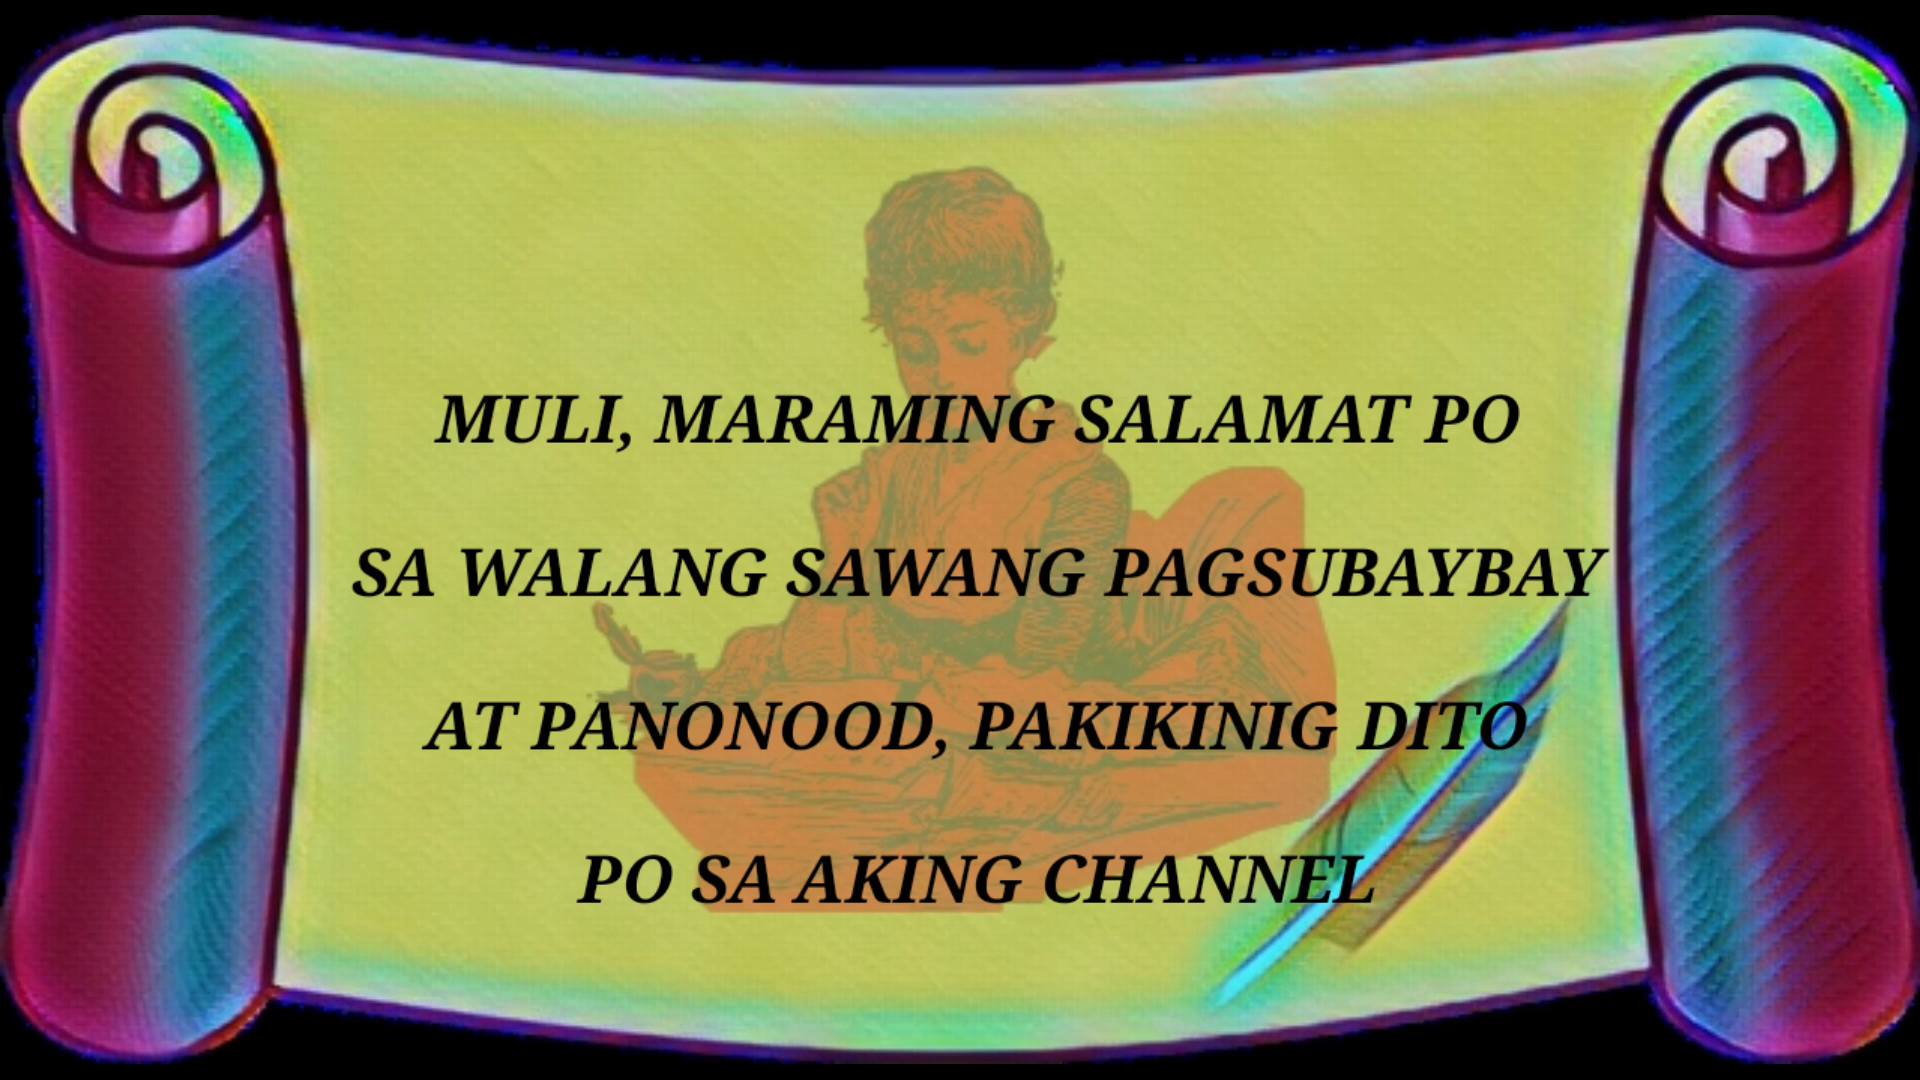 MULI, MARAMING SALAMAT PO
SA WALANG SAWANG PAGSUBAYBAY
AT PANONOOD, PAKIKINIG DITO
PO SA AKING CHANNEL